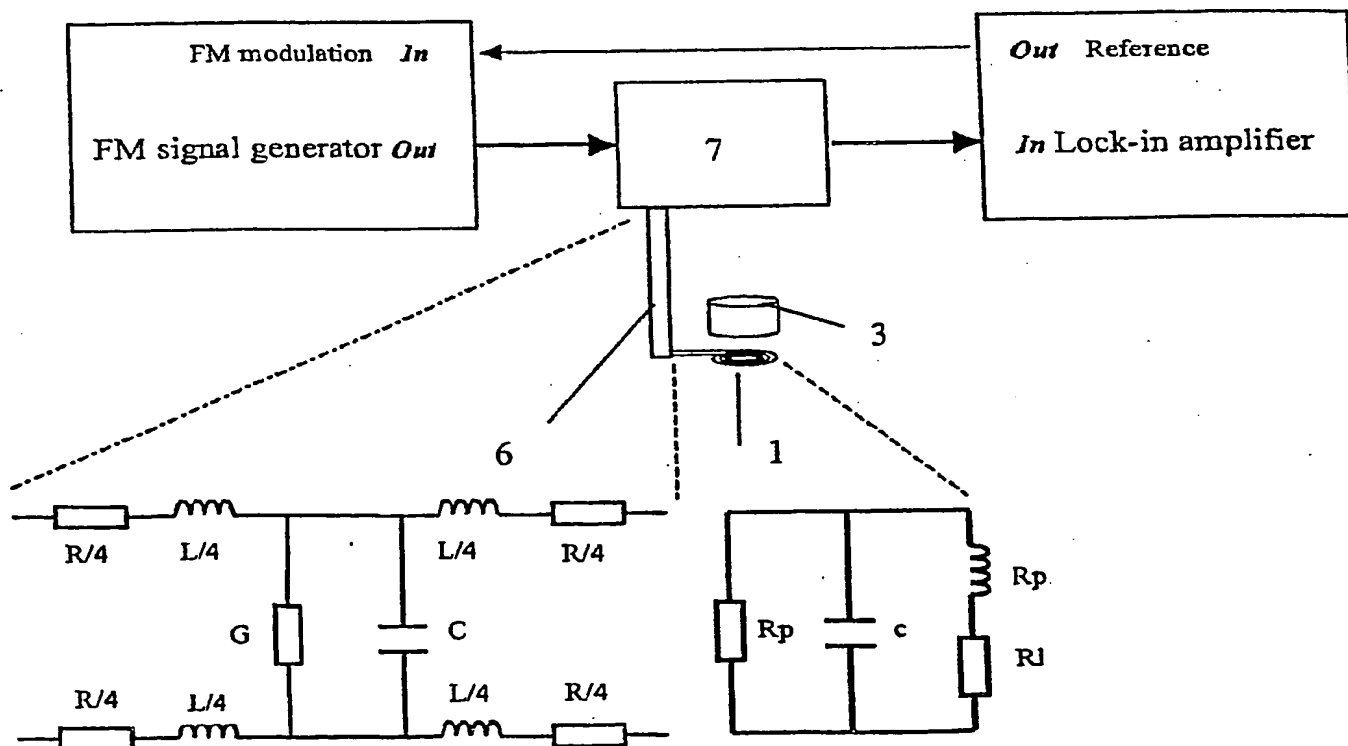 FM modulation In
Out Reference
FM signal generator Out
7
In Lock-in amplifier
3
6
1
R/4
L/4
L/4
R/4
G
C
R/4
L/4
L/4
R/4
Rp
c
Rp
Rl